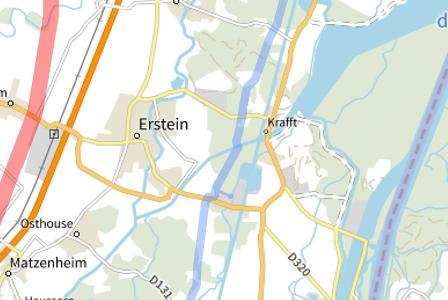 d
m
Erstein
Krafft
Osthouse
Matzenheim
D131
D320